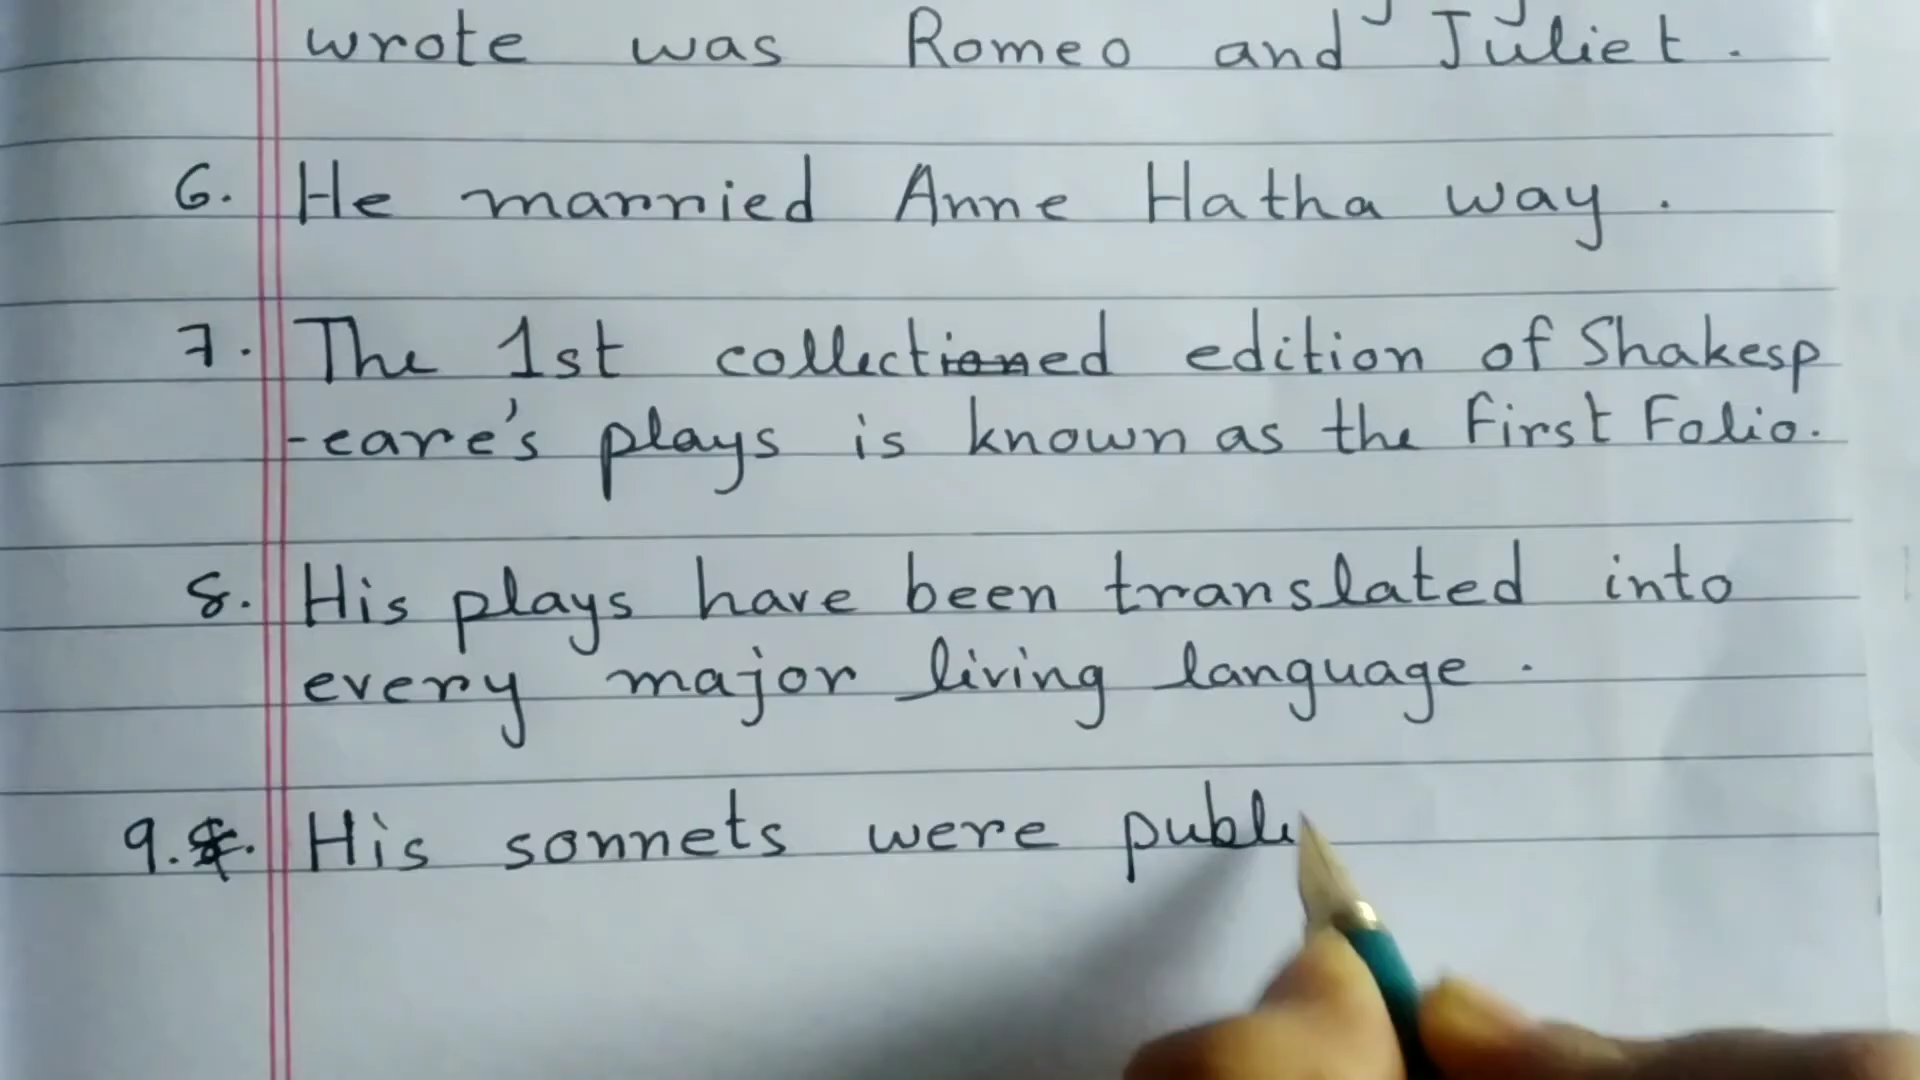 wrote was Romeo and Juliet.
6. He married Anne Hatha way.
7. The 1st collected edition of Shakesp
-eare's plays is known as the First Folio.
8. His plays have been translated into
every major living language.
9. His sonnets were publi